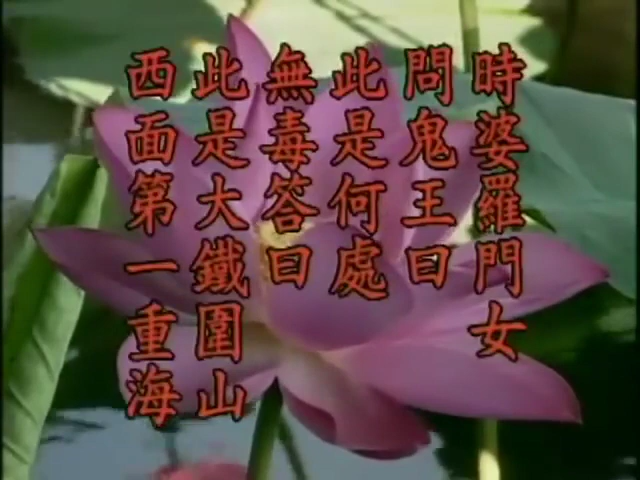 時婆羅門女
問鬼王曰
此是何處
無毒答曰
此是大鐵圍山
西面第一重海